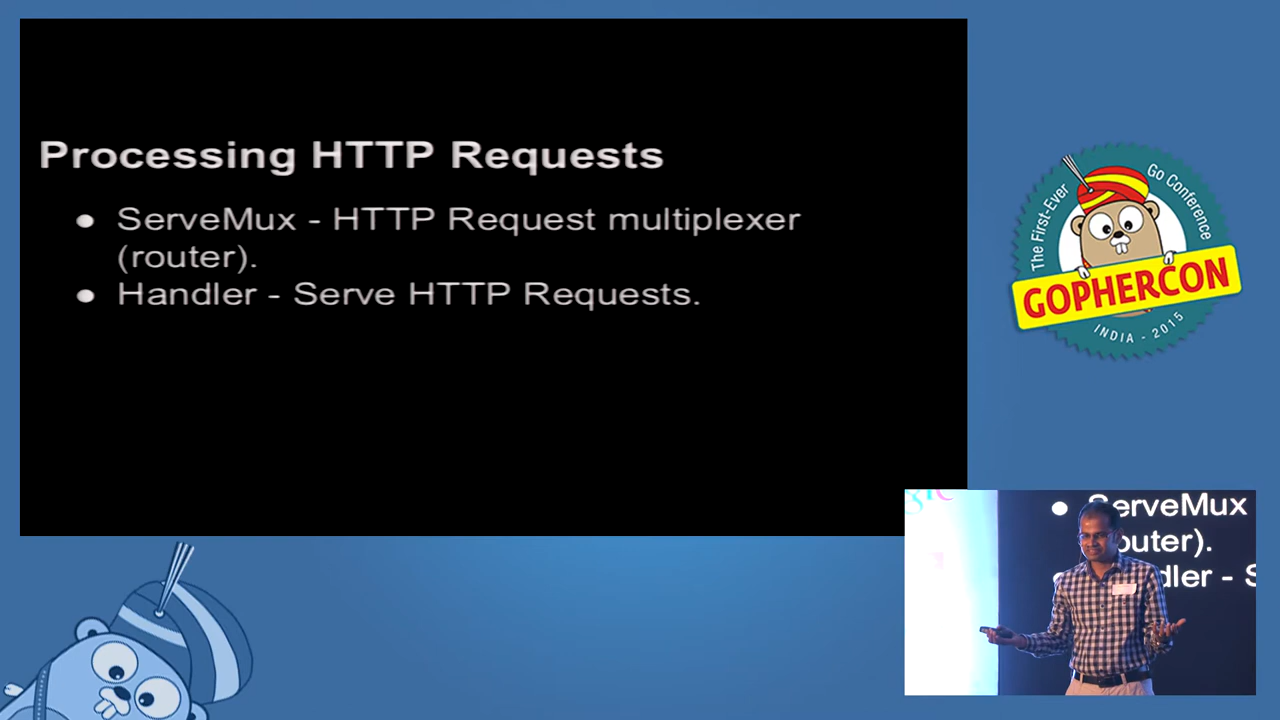 Processing HTTP Requests
● ServeMux - HTTP Request multiplexer
(router).
● Handler - Serve HTTP Requests.
The First-Ever
Go Conference
GOPHERCON
INDIA - 2015
● ServeMux
outer).
dler - S